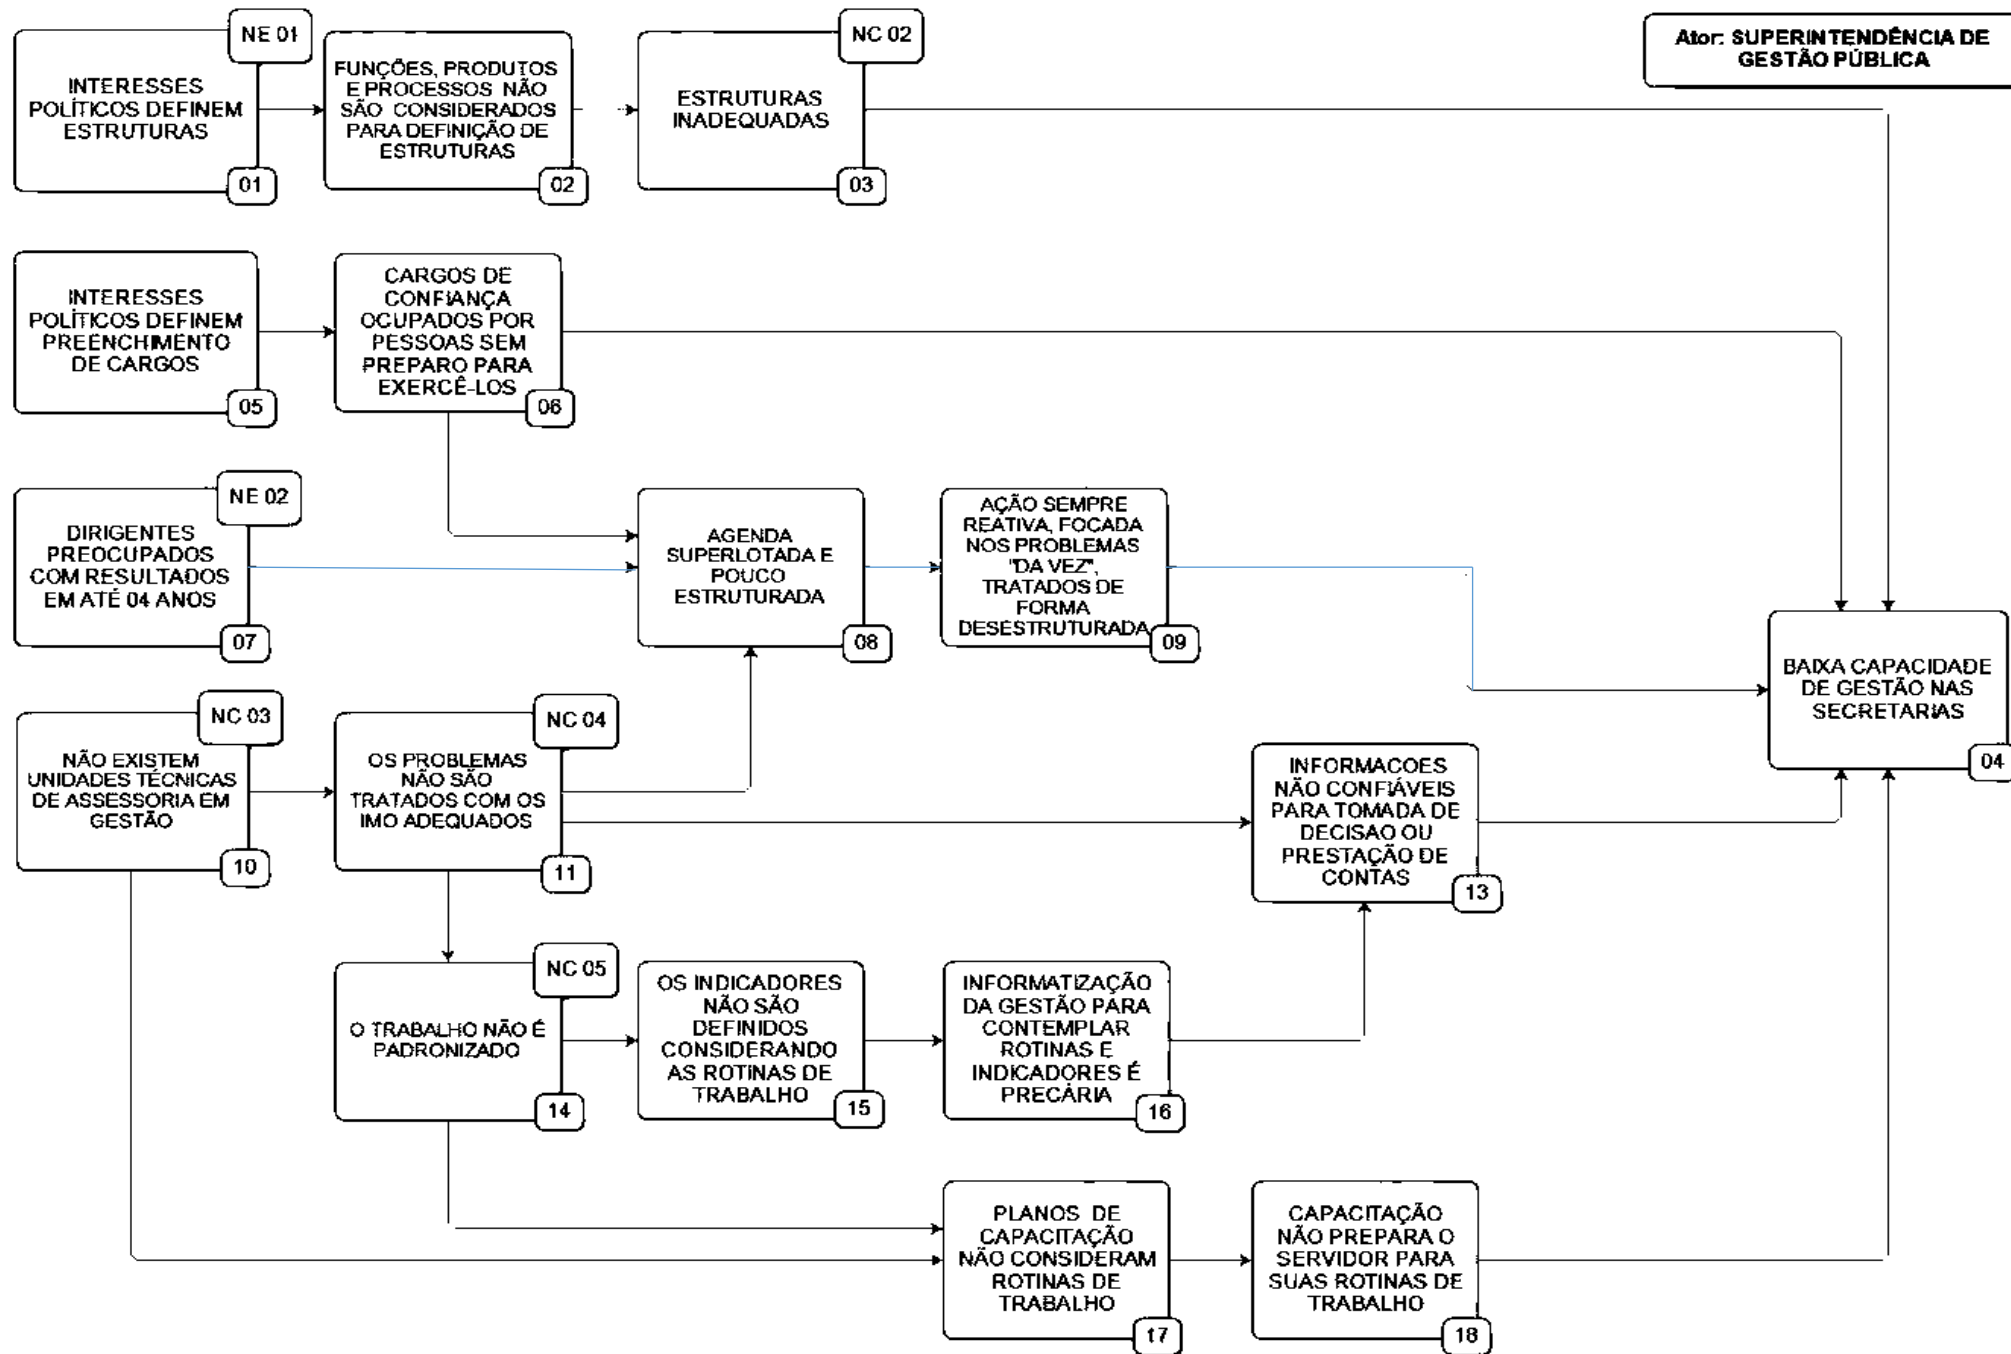 Ator: SUPERINTENDÊNCIA DE
GESTÃO PÚBLICA
NE 01
INTERESSES
POLÍTICOS DEFINEM
ESTRUTURAS
01
FUNÇÕES, PRODUTOS
E PROCESSOS NÃO
SÃO CONSIDERADOS
PARA DEFINIÇÃO DE
ESTRUTURAS
02
NC 02
ESTRUTURAS
INADEQUADAS
03
INTERESSES
POLÍTICOS DEFINEM
PREENCHIMENTO
DE CARGOS
05
CARGOS DE
CONFIANÇA
OCUPADOS POR
PESSOAS SEM
PREPARO PARA
EXERCÊ-LOS
06
NE 02
DIRIGENTES
PREOCUPADOS
COM RESULTADOS
EM ATÉ 04 ANOS
07
AGENDA
SUPERLOTADA E
POUCO
ESTRUTURADA
08
AÇÃO SEMPRE
REATIVA, FOCADA
NOS PROBLEMAS
"DA VEZ",
TRATADOS DE
FORMA
DESESTRUTURADA
09
BAIXA CAPACIDADE
DE GESTÃO NAS
SECRETARIAS
04
NC 03
NÃO EXISTEM
UNIDADES TÉCNICAS
DE ASSESSORIA EM
GESTÃO
10
NC 04
OS PROBLEMAS
NÃO SÃO
TRATADOS COM OS
IMO ADEQUADOS
11
INFORMACOES
NÃO CONFIÁVEIS
PARA TOMADA DE
DECISAO OU
PRESTAÇÃO DE
CONTAS
13
NC 05
O TRABALHO NÃO É
PADRONIZADO
14
OS INDICADORES
NÃO SÃO
DEFINIDOS
CONSIDERANDO
AS ROTINAS DE
TRABALHO
15
INFORMATIZAÇÃO
DA GESTÃO PARA
CONTEMPLAR
ROTINAS E
INDICADORES É
PRECÁRIA
16
PLANOS DE
CAPACITAÇÃO
NÃO CONSIDERAM
ROTINAS DE
TRABALHO
17
CAPACITAÇÃO
NÃO PREPARA O
SERVIDOR PARA
SUAS ROTINAS DE
TRABALHO
18